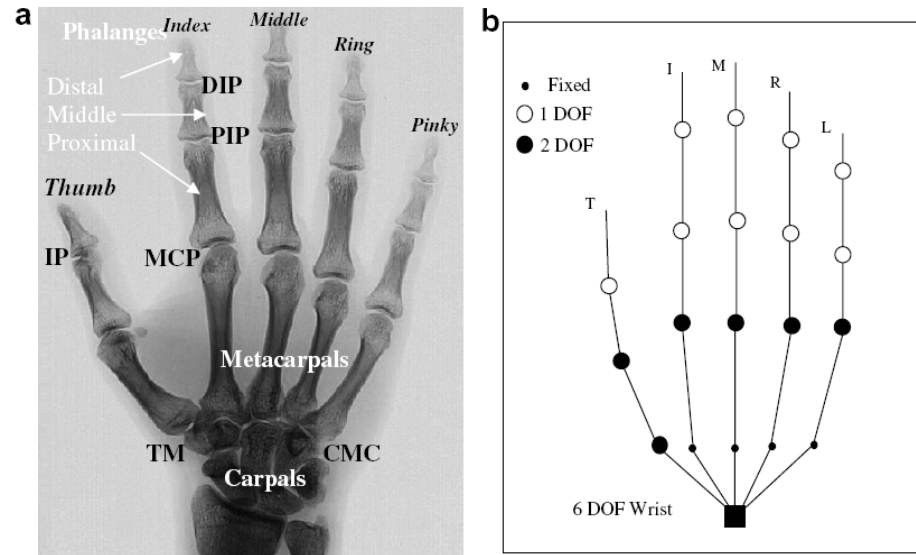 a
Phalanges
Index
Middle
Ring
Pinky
Distal
Middle
Proximal
DIP
PIP
Thumb
IP
MCP
Metacarpals
TM
CMC
Carpals
b
Fixed
1 DOF
2 DOF
T
I
M
R
L
6 DOF Wrist